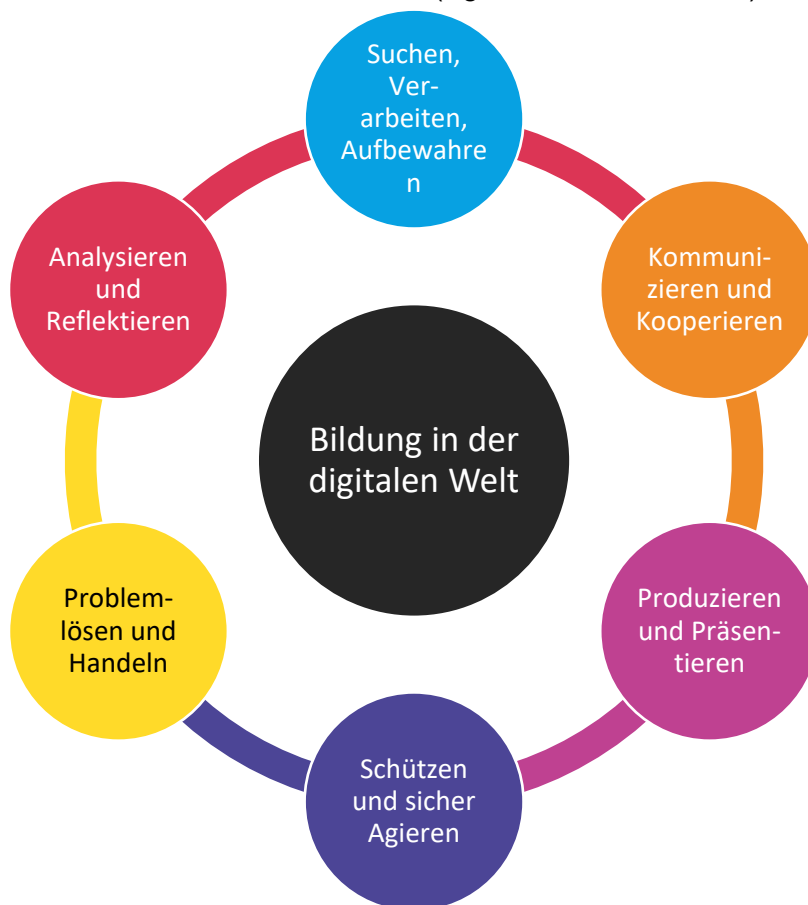 Suchen,
Ver-
arbeiten,
Aufbewahre
n
Analysieren
und
Reflektieren
Kommuni-
zieren und
Kooperieren
Bildung in der
digitalen Welt
Problem-
lösen und
Handeln
Produzieren
und Präsen-
tieren
Schützen
und sicher
Agieren